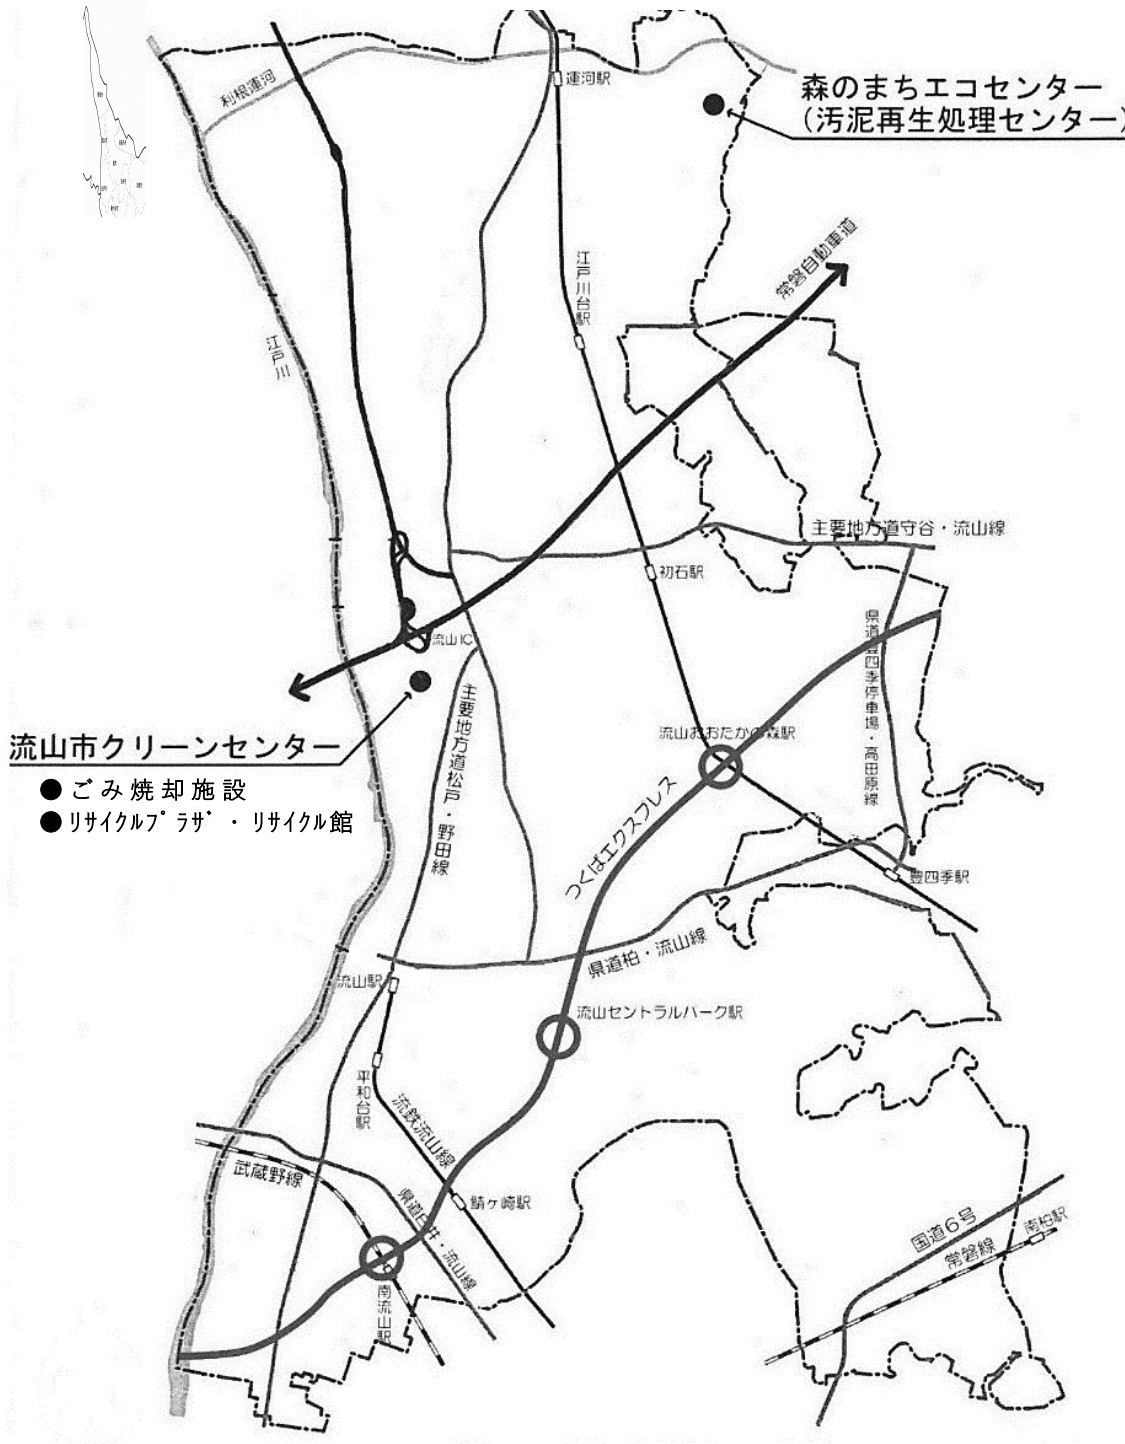 森のまちエコセンター
(汚泥再生処理センター)
運河駅
利根運河
江戸川台駅
常磐自動車道
江戸川
主要地方道守谷・流山線
初石駅
流山IC
県道豊四季停車場・高田原線
主要地方道松戸・野田線
流山おおたかの森駅
流山市クリーンセンター
●ごみ焼却施設
●ﾘｻｲｸﾙﾌﾟﾗｻﾞ・ﾘｻｲｸﾙ館
つくばエクスプレス
豊四季駅
県道柏・流山線
流山駅
流山セントラルパーク駅
平和台駅
流鉄流山線
武蔵野線
県道白井・流山線
鰭ヶ崎駅
国道6号
南柏駅
常磐線
南流山駅